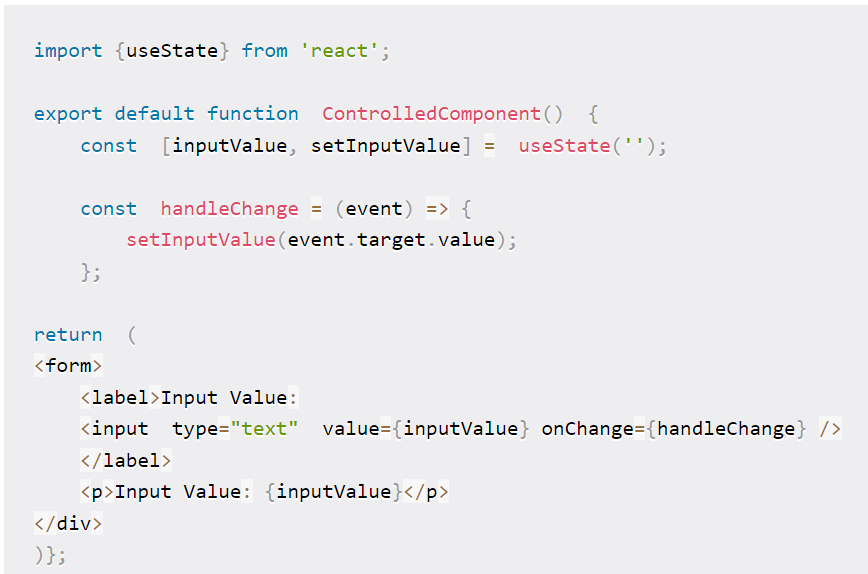 import {useState} from 'react';

export default function  ControlledComponent()  {
    const  [inputValue, setInputValue] =  useState('');

    const  handleChange = (event) => {
        setInputValue(event.target.value);
    };

return  (
<form>
    <label>Input Value:
    <input  type="text"  value={inputValue} onChange={handleChange} />
    </label>
    <p>Input Value: {inputValue}</p>
</div>
)};